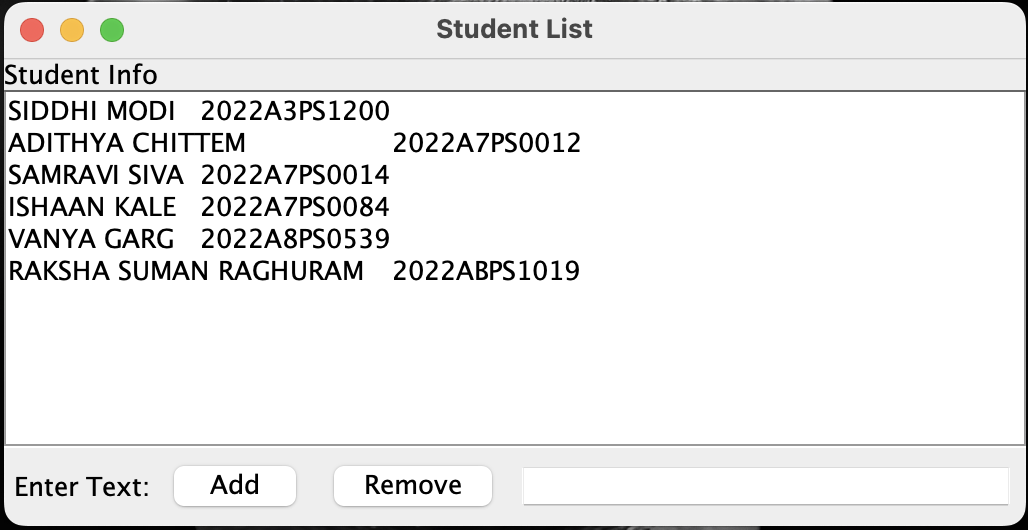 Student List
Student Info
SIDDHI MODI 2022A3PS1200
ADITHYA CHITTEM 2022A7PS0012
SAMRAVI SIVA 2022A7PS0014
ISHAAN KALE 2022A7PS0084
VANYA GARG 2022A8PS0539
RAKSHA SUMAN RAGHURAM 2022ABPS1019
Enter Text: Add Remove